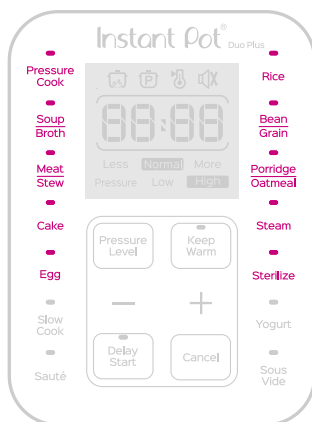 Instant Pot® Duo Plus
Pressure
Cook
Soup
Broth
Meat
Stew
Cake
Egg
Slow
Cook
Sauté
P
88:88
Less Normal More
Pressure Low High
Pressure
Level
Keep
Warm
− +
Delay
Start
Cancel
Rice
Bean
Grain
Porridge
Oatmeal
Steam
Sterilize
Yogurt
Sous
Vide